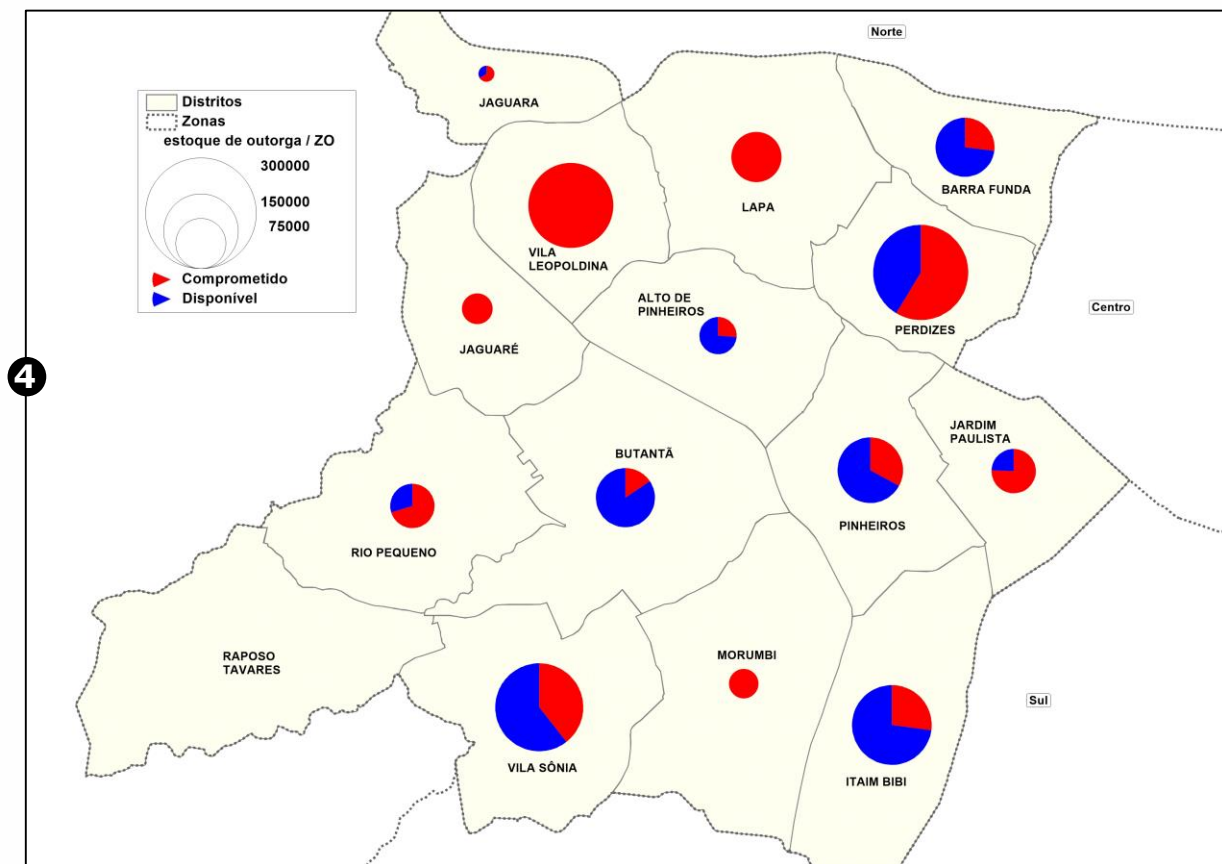 Norte
JAGUARA
Distritos
Zonas
estoque de outorga / ZO
300000
150000
75000
Comprometido
Disponível
BARRA FUNDA
LAPA
VILA
LEOPOLDINA
ALTO DE
PINHEIROS
PERDIZES
Centro
JAGUARÉ
4
JARDIM
PAULISTA
BUTANTÃ
PINHEIROS
RIO PEQUENO
RAPOSO
TAVARES
MORUMBI
Sul
VILA SÔNIA
ITAIM BIBI